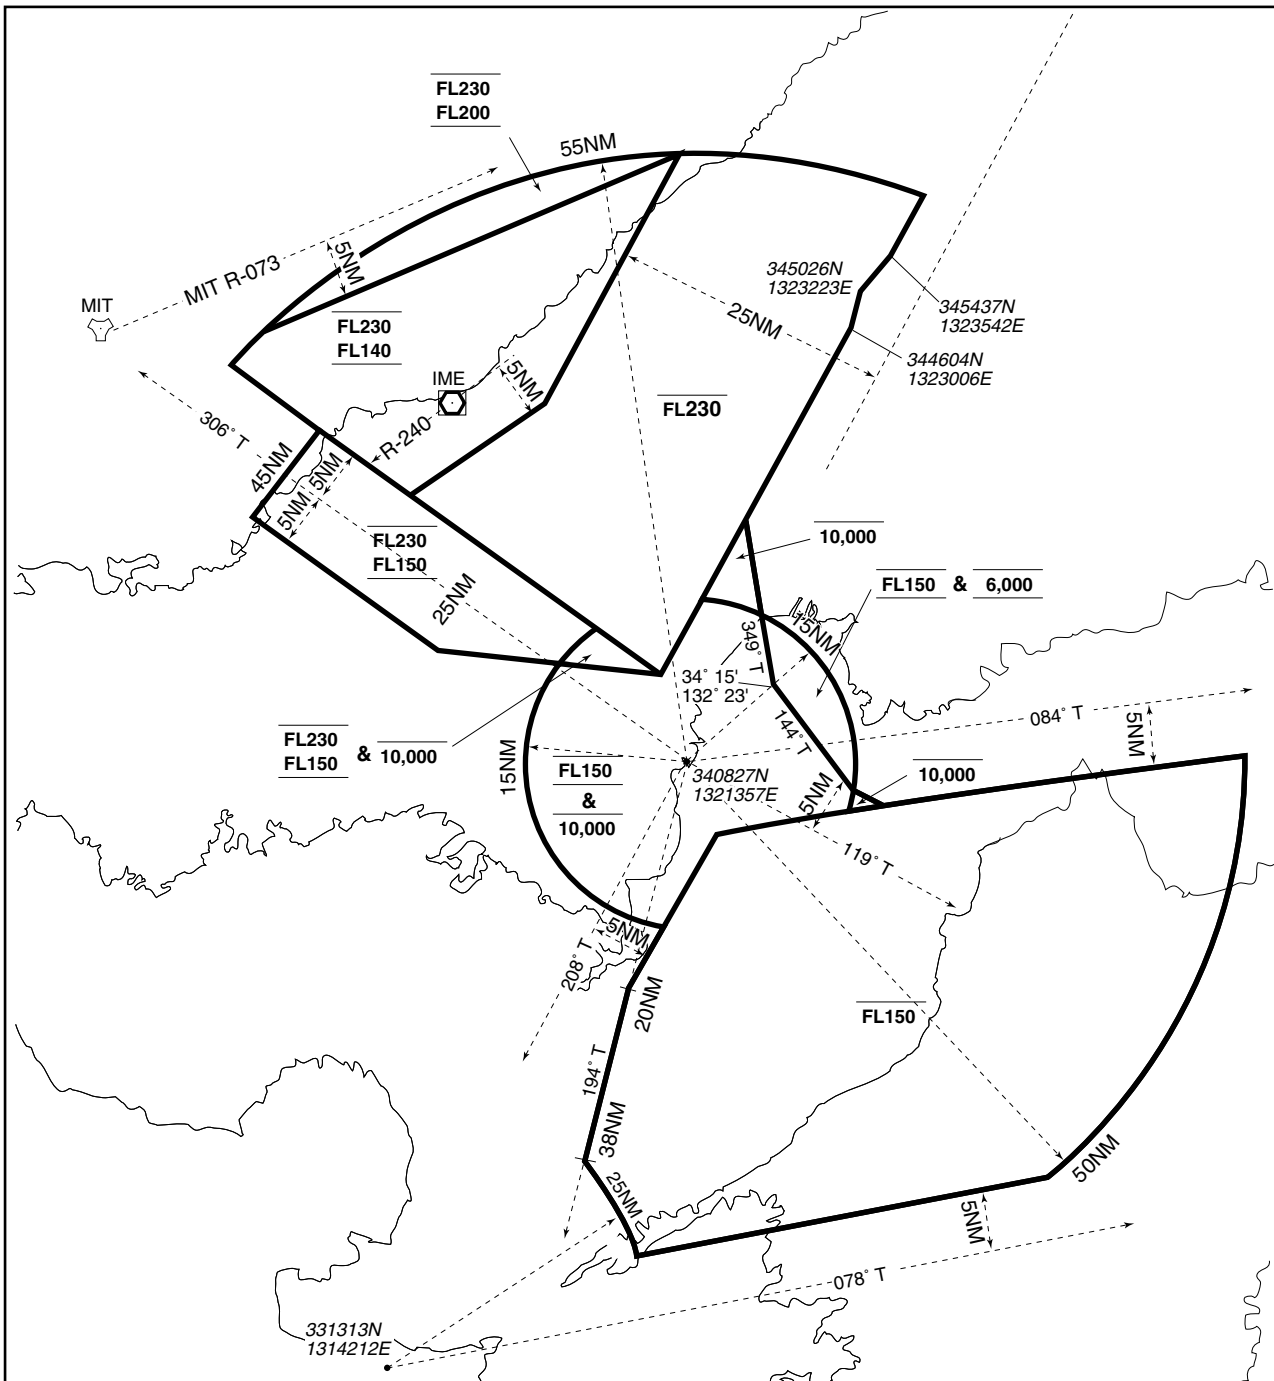 FL230
FL200
55NM
MIT R-073
5NM
MIT
FL230
FL140
345026N
1323223E
345437N
1323542E
25NM
344604N
1323006E
IME
5NM
306° T
R-240
FL230
45NM
5NM
5NM
FL230
FL150
25NM
10,000
FL150 & 6,000
349° T
15NM
34° 15'
132° 23'
144° T
084° T
5NM
FL230
FL150
& 10,000
15NM
FL150
&
10,000
340827N
1321357E
5NM
10,000
119° T
5NM
208° T
20NM
FL150
194° T
38NM
25NM
50NM
5NM
078° T
331313N
1314212E